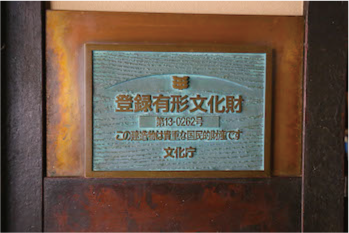 登録有形文化財
第13-0262号
この建造物は貴重な国民的財産です
文化庁